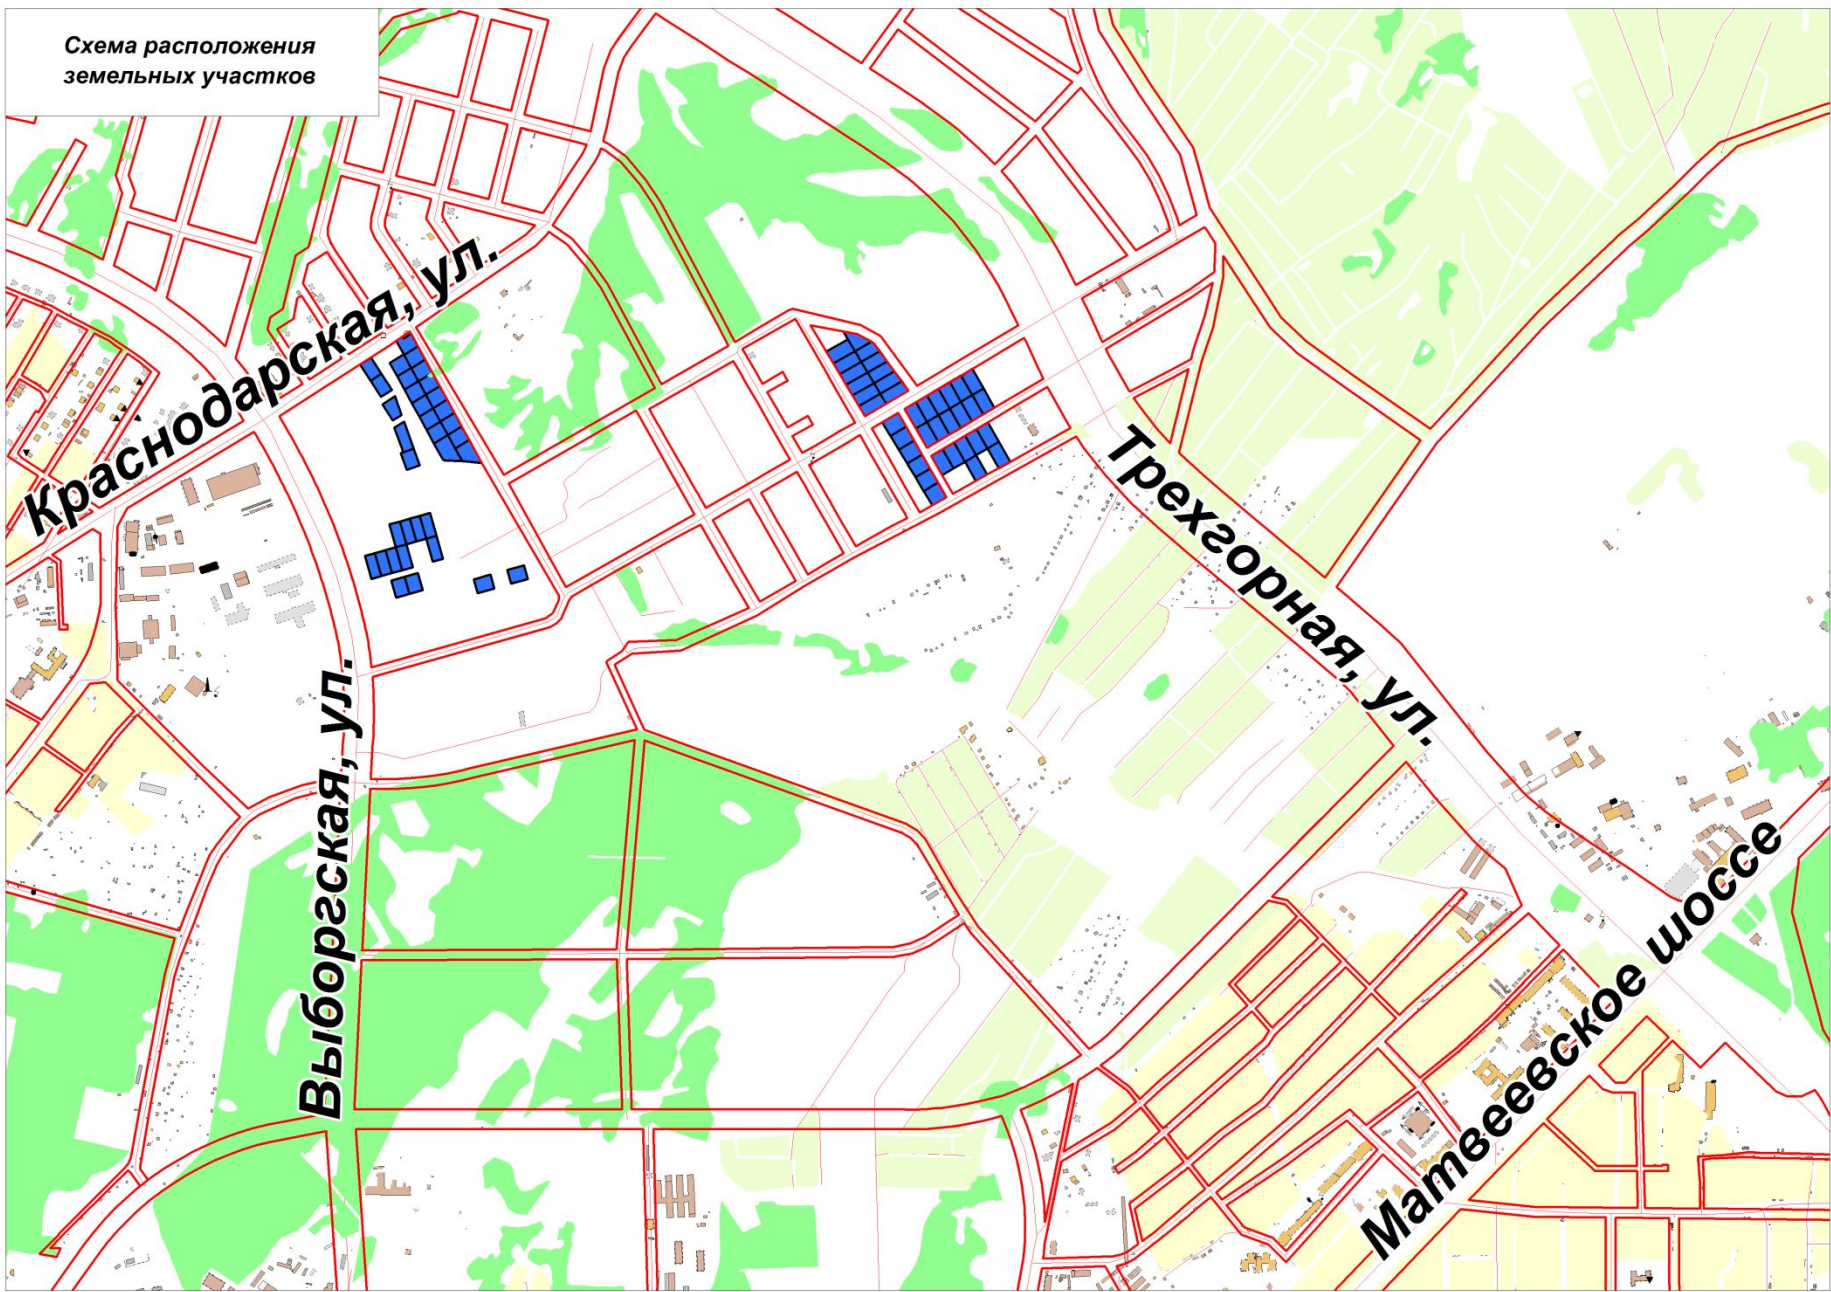 Схема расположения
земельных участков
Краснодарская, ул.
Трехгорная, ул.
Выборгская, ул.
Матвеевское шоссе